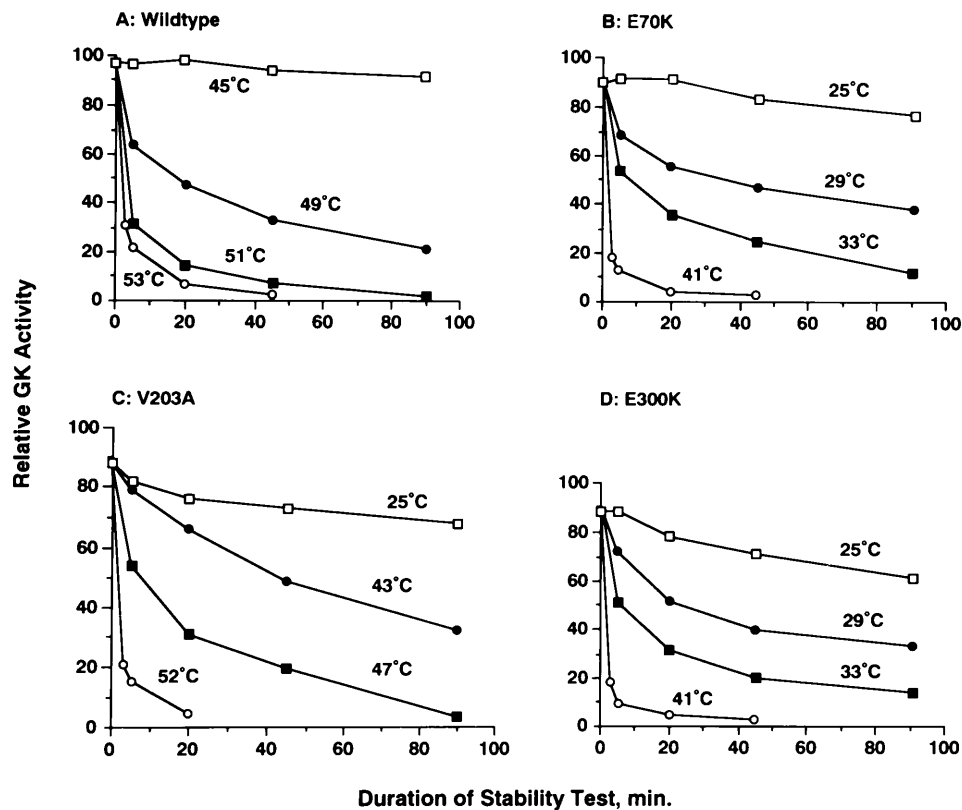 A: Wildtype
100
80
60
40
20
0
45°C
49°C
51°C
53°C
0 20 40 60 80 100
B: E70K
100
80
60
40
20
0
25°C
29°C
33°C
41°C
0 20 40 60 80 100
Relative GK Activity
C: V203A
100
80
60
40
20
0
25°C
43°C
47°C
52°C
0 20 40 60 80 100
D: E300K
100
80
60
40
20
0
25°C
29°C
33°C
41°C
0 20 40 60 80 100
Duration of Stability Test, min.